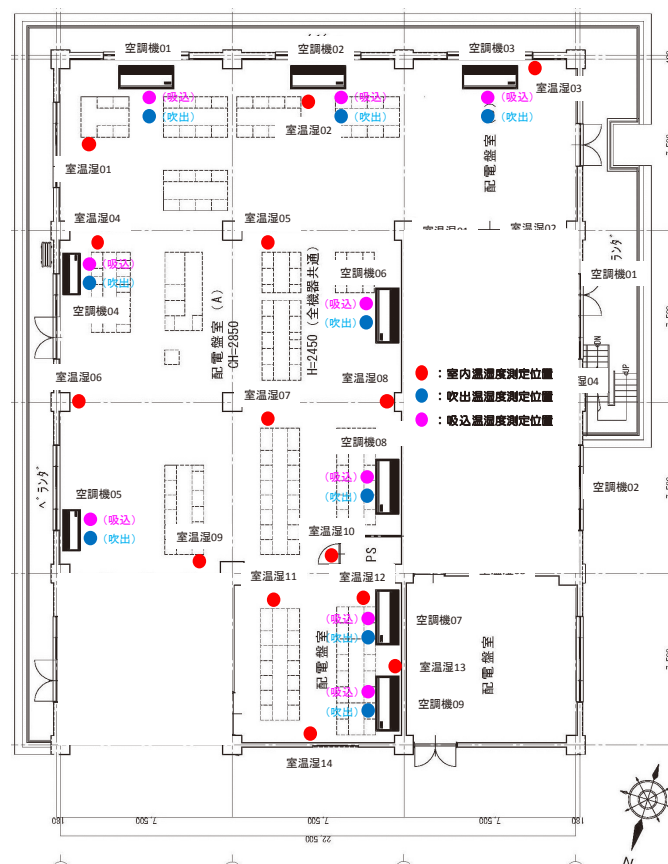 空調機01
空調機02
空調機03
(吸込)
(吹出)
(吸込)
(吹出)
(吸込)
(吹出)
室温湿03
室温湿02
室温湿01
配電盤室
室温湿04
室温湿05
(吸込)
(吹出)
空調機04
配電盤室(A)
CH=2850
H=2450(全機器共通)
空調機06
(吸込)
(吹出)
空調機01
DN
UP
室温湿06
室温湿07
室温湿08
:室内温湿度測定位置
:吹出温湿度測定位置
:吸込温湿度測定位置
ベランダ
空調機05
(吸込)
(吹出)
空調機08
(吸込)
(吹出)
空調機02
室温湿09
室温湿10
PS
室温湿11
室温湿12
配電盤室
(吸込)
(吹出)
空調機07
室温湿13
(吸込)
(吹出)
空調機09
配電盤室
室温湿14
180
7,500
7,500
7,500
180
22,500
N